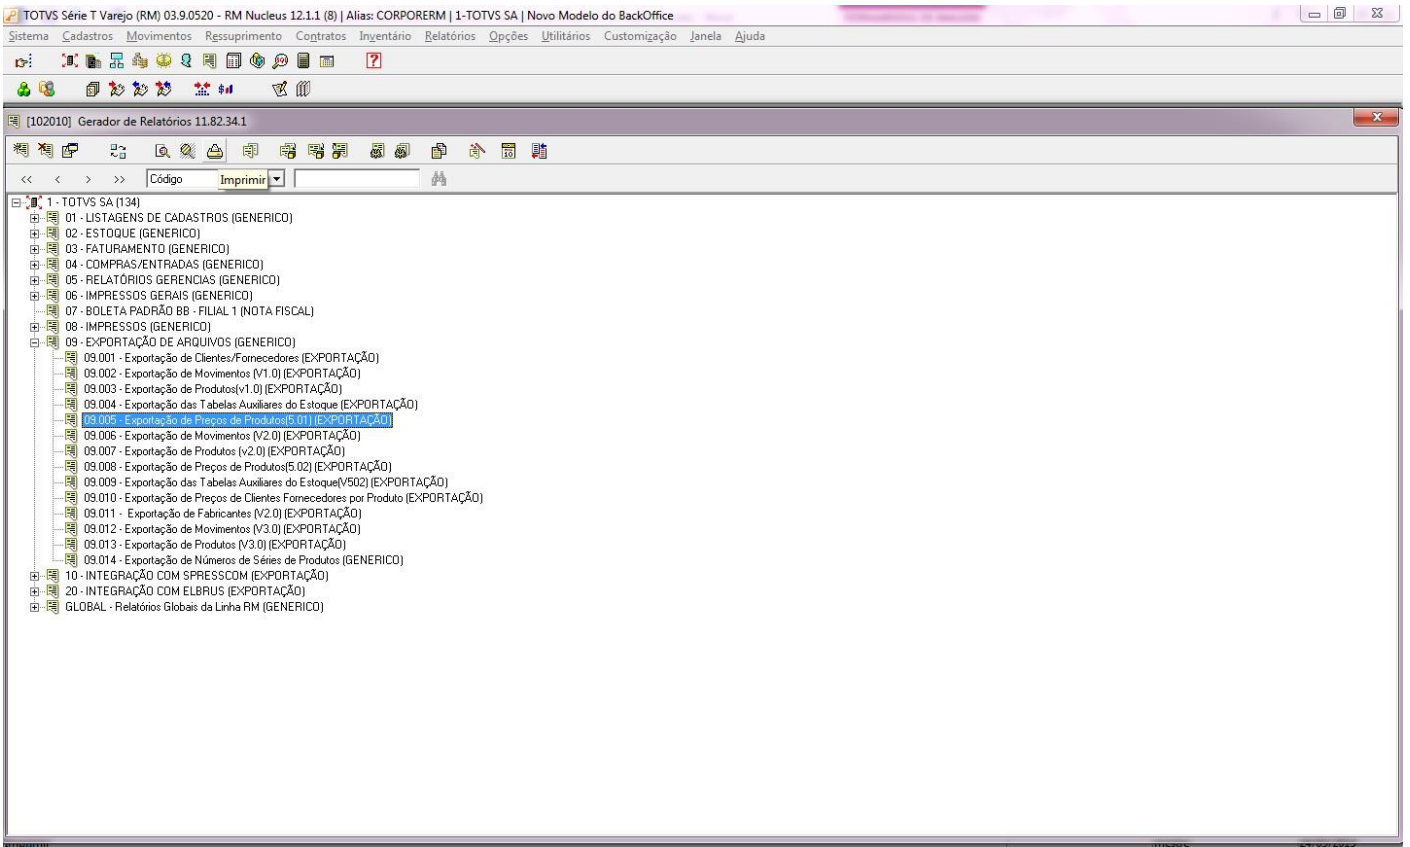 TOTVS Série T Varejo (RM) 03.9.0520 - RM Nucleus 12.1.1 (8) | Alias: CORPORERM | 1-TOTVS SA | Novo Modelo do BackOffice
Sistema Cadastros Movimentos Ressuprimento Contratos Inventário Relatórios Opções Utilitários Customização Janela Ajuda
[102010] Gerador de Relatórios 11.82.34.1
<< < > >> Código Imprimir
1 - TOTVS SA (134)
01 - LISTAGENS DE CADASTROS (GENERICO)
02 - ESTOQUE (GENERICO)
03 - FATURAMENTO (GENERICO)
04 - COMPRAS/ENTRADAS (GENERICO)
05 - RELATÓRIOS GERENCIAS (GENERICO)
06 - IMPRESSOS GERAIS (GENERICO)
07 - BOLETA PADRÃO BB - FILIAL 1 (NOTA FISCAL)
08 - IMPRESSOS (GENERICO)
09 - EXPORTAÇÃO DE ARQUIVOS (GENERICO)
09.001 - Exportação de Clientes/Fornecedores (EXPORTAÇÃO)
09.002 - Exportação de Movimentos (V1.0) (EXPORTAÇÃO)
09.003 - Exportação de Produtos(v1.0) (EXPORTAÇÃO)
09.004 - Exportação das Tabelas Auxiliares do Estoque (EXPORTAÇÃO)
09.005 - Exportação de Preços de Produtos(5.01) (EXPORTAÇÃO)
09.006 - Exportação de Movimentos (V2.0) (EXPORTAÇÃO)
09.007 - Exportação de Produtos (v2.0) (EXPORTAÇÃO)
09.008 - Exportação de Preços de Produtos(5.02) (EXPORTAÇÃO)
09.009 - Exportação das Tabelas Auxiliares do Estoque(V502) (EXPORTAÇÃO)
09.010 - Exportação de Preços de Clientes Fornecedores por Produto (EXPORTAÇÃO)
09.011 - Exportação de Fabricantes (V2.0) (EXPORTAÇÃO)
09.012 - Exportação de Movimentos (V3.0) (EXPORTAÇÃO)
09.013 - Exportação de Produtos (V3.0) (EXPORTAÇÃO)
09.014 - Exportação de Números de Séries de Produtos (GENERICO)
10 - INTEGRAÇÃO COM SPRESSCOM (EXPORTAÇÃO)
20 - INTEGRAÇÃO COM ELBRUS (EXPORTAÇÃO)
GLOBAL - Relatórios Globais da Linha RM (GENERICO)